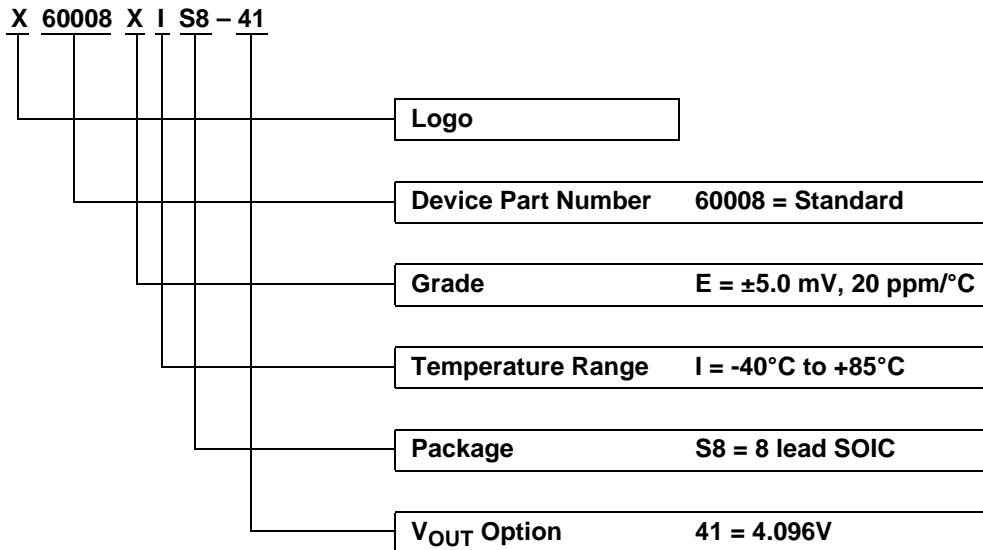 X 60008 X I S8 – 41
Logo
Device Part Number 60008 = Standard
Grade E = ±5.0 mV, 20 ppm/°C
Temperature Range I = -40°C to +85°C
Package S8 = 8 lead SOIC
VOUT Option 41 = 4.096V